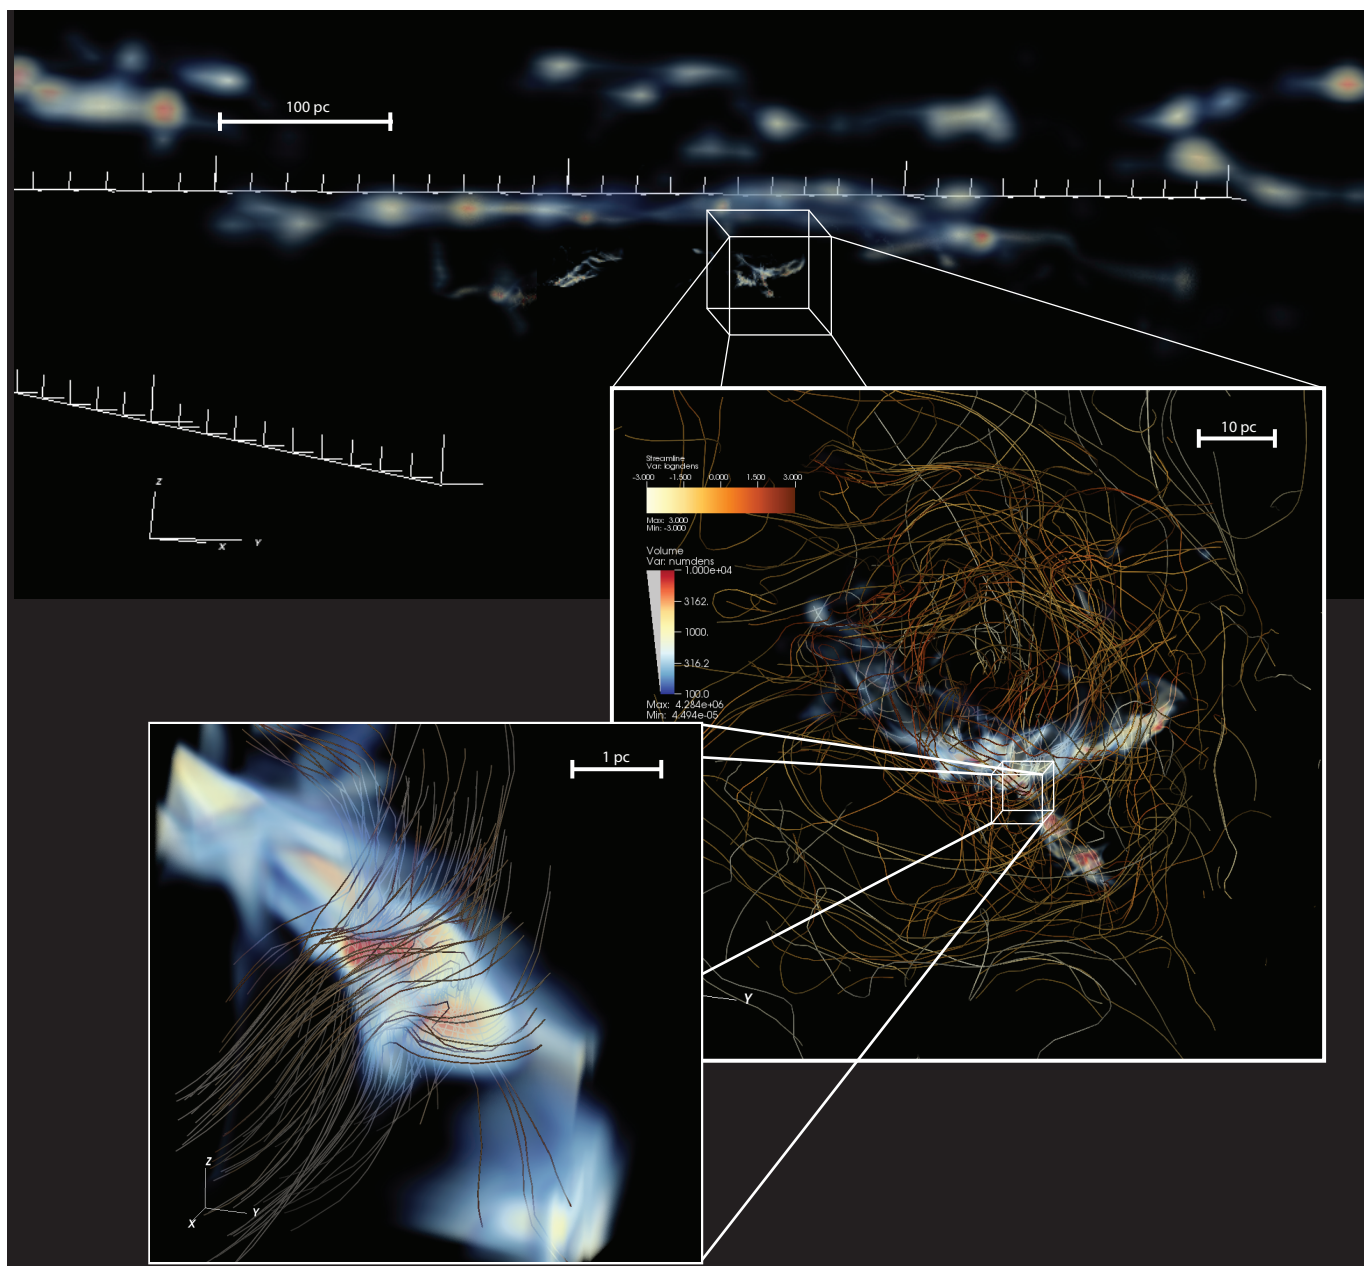 100 pc
z
x Y
10 pc
Streamline
Var: logndens
-3.000 -1.500 0.000 1.500 3.000
Max: 3.000
Min: -3.000
Volume
Var: numdens
1.000e+04
3162.
1000.
316.2
100.0
Max: 4.284e+06
Min: 4.494e-05
1 pc
Y
Z
Y
X